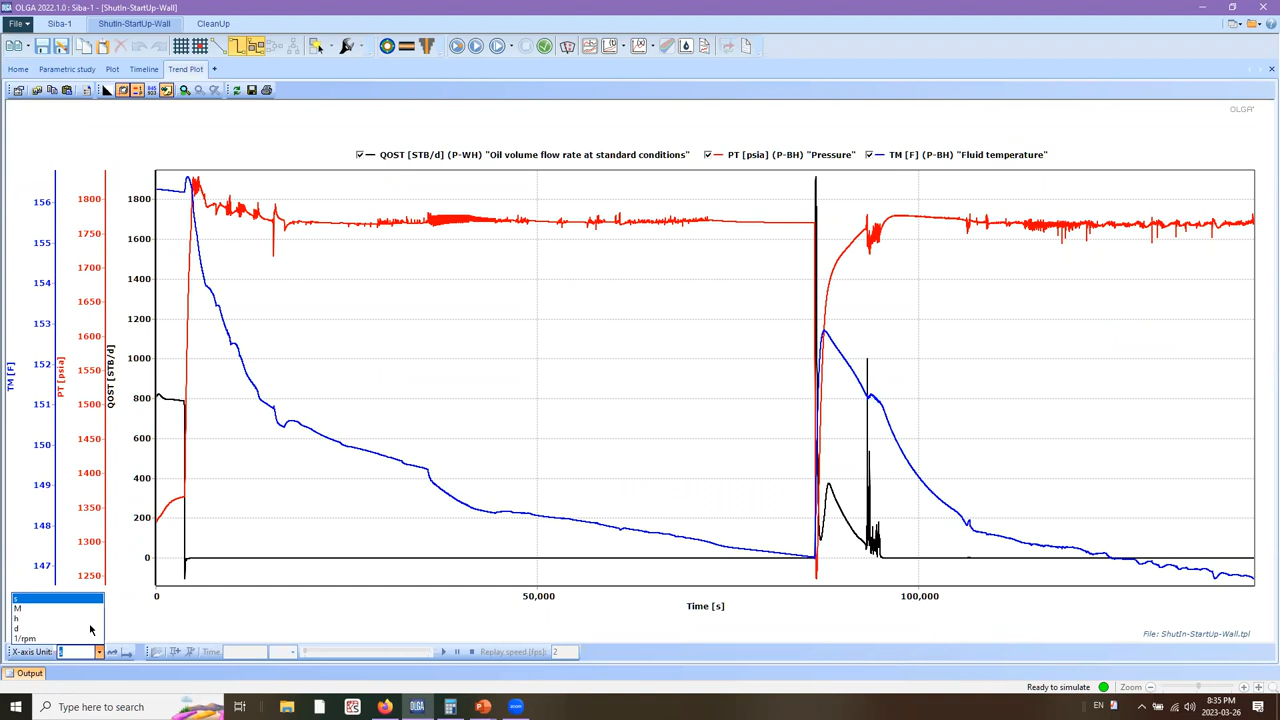 OLGA 2022.1.0 : Siba-1 - [ShutIn-StartUp-Wall]
File Siba-1 ShutIn-StartUp-Wall CleanUp
Home Parametric study Plot Timeline Trend Plot +
OLGA
QOST [STB/d] (P-WH) "Oil volume flow rate at standard conditions" PT [psia] (P-BH) "Pressure" TM [F] (P-BH) "Fluid temperature"
156
155
154
153
152
151
150
149
148
147
TM [F]
1800
1750
1700
1650
1600
1550
1500
1450
1400
1350
1300
1250
PT [psia]
1800
1600
1400
1200
1000
800
600
400
200
0
QOST [STB/d]
0 50,000 100,000
Time [s]
s
M
h
d
1/rpm
File: ShutIn-StartUp-Wall.tpl
X-axis Unit: s Time Replay speed [fps]: 2
Output
Ready to simulate Zoom
Type here to search OLGA EN 8:35 PM
2023-03-26